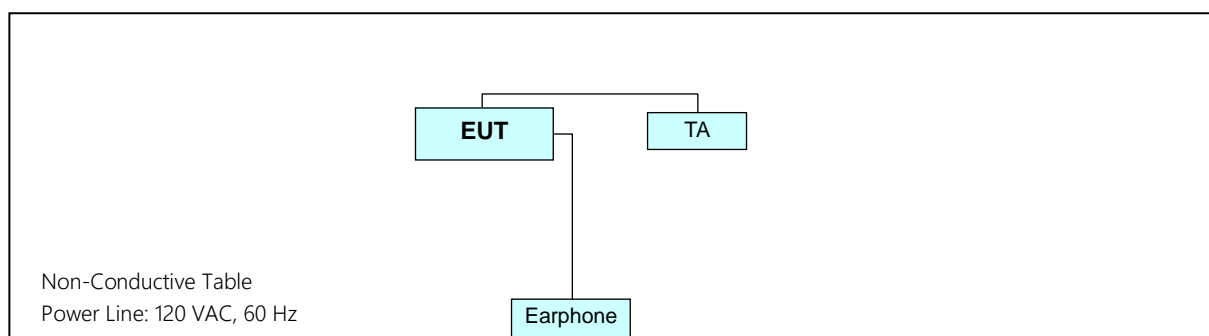 EUT
TA
Non-Conductive Table
Power Line: 120 VAC, 60 Hz
Earphone